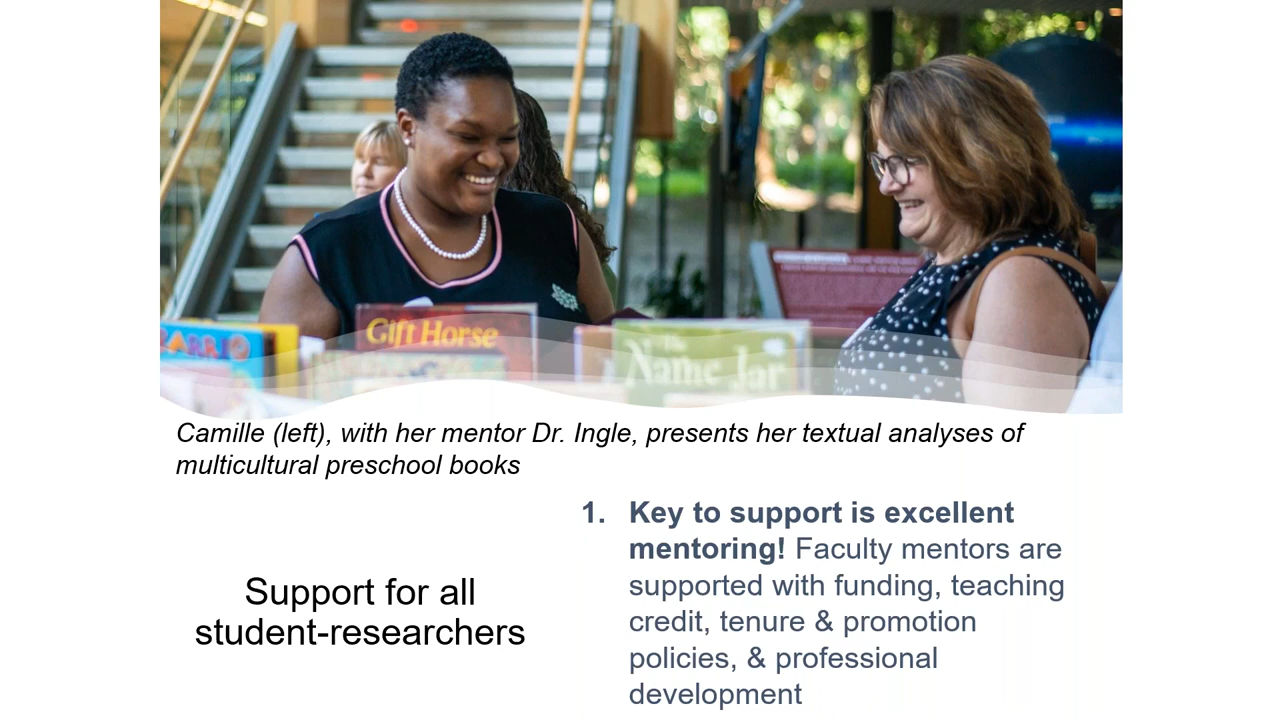 BARRIO
Gift Horse
The
Name Jar
Camille (left), with her mentor Dr. Ingle, presents her textual analyses of
multicultural preschool books
Support for all
student-researchers
1. Key to support is excellent
mentoring! Faculty mentors are
supported with funding, teaching
credit, tenure & promotion
policies, & professional
development